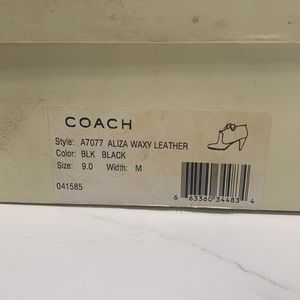 COACH
Style: A7077 ALIZA WAXY LEATHER
Color: BLK BLACK
Size: 9.0 Width: M
041585
6 63360 34483 4